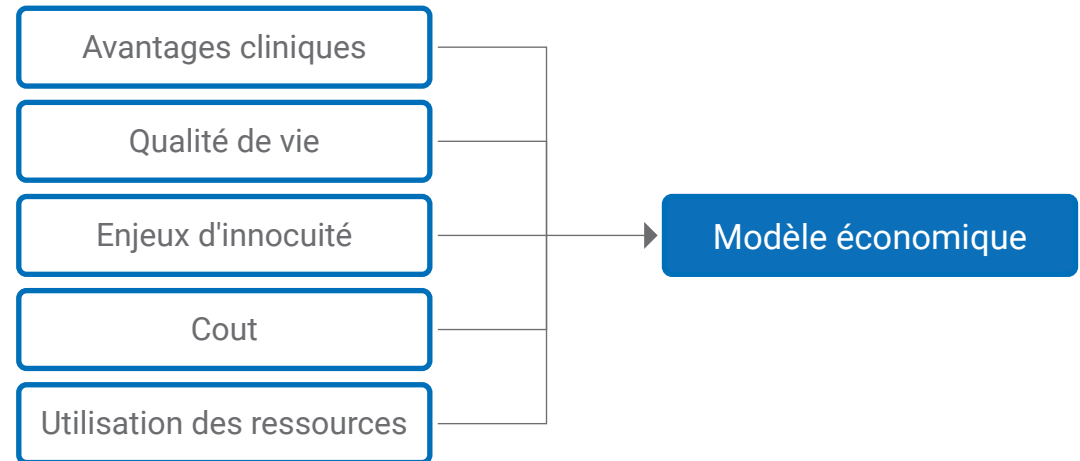 Avantages cliniques
Qualité de vie
Enjeux d'innocuité
Cout
Utilisation des ressources
Modèle économique